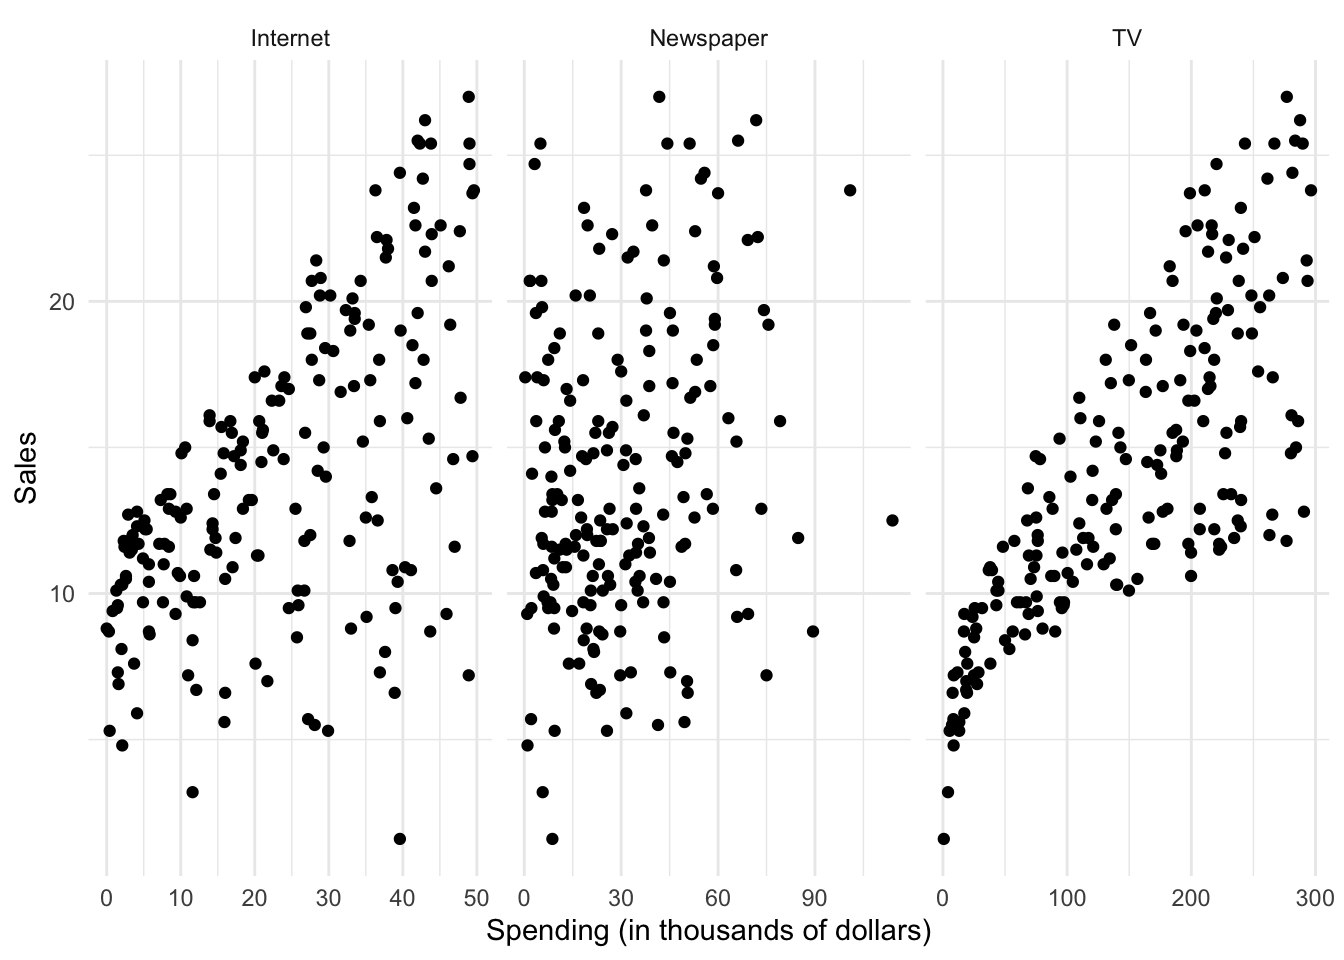 Internet Newspaper TV
20
10
Sales
0 10 20 30 40 50 0 30 60 90 0 100 200 300
Spending (in thousands of dollars)